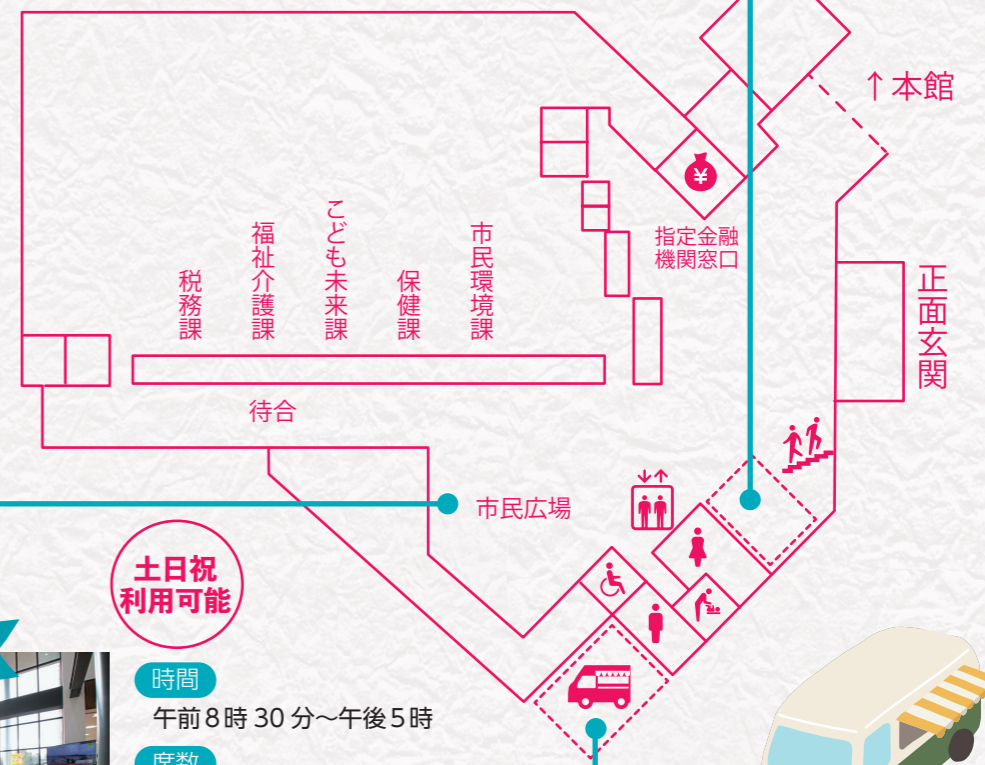 ↑本館
指定金融
機関窓口
正面玄関
税務課
福祉介護課
こども未来課
保健課
市民環境課
待合
市民広場
土日祝
利用可能
時間
午前8時30分～午後5時
席数